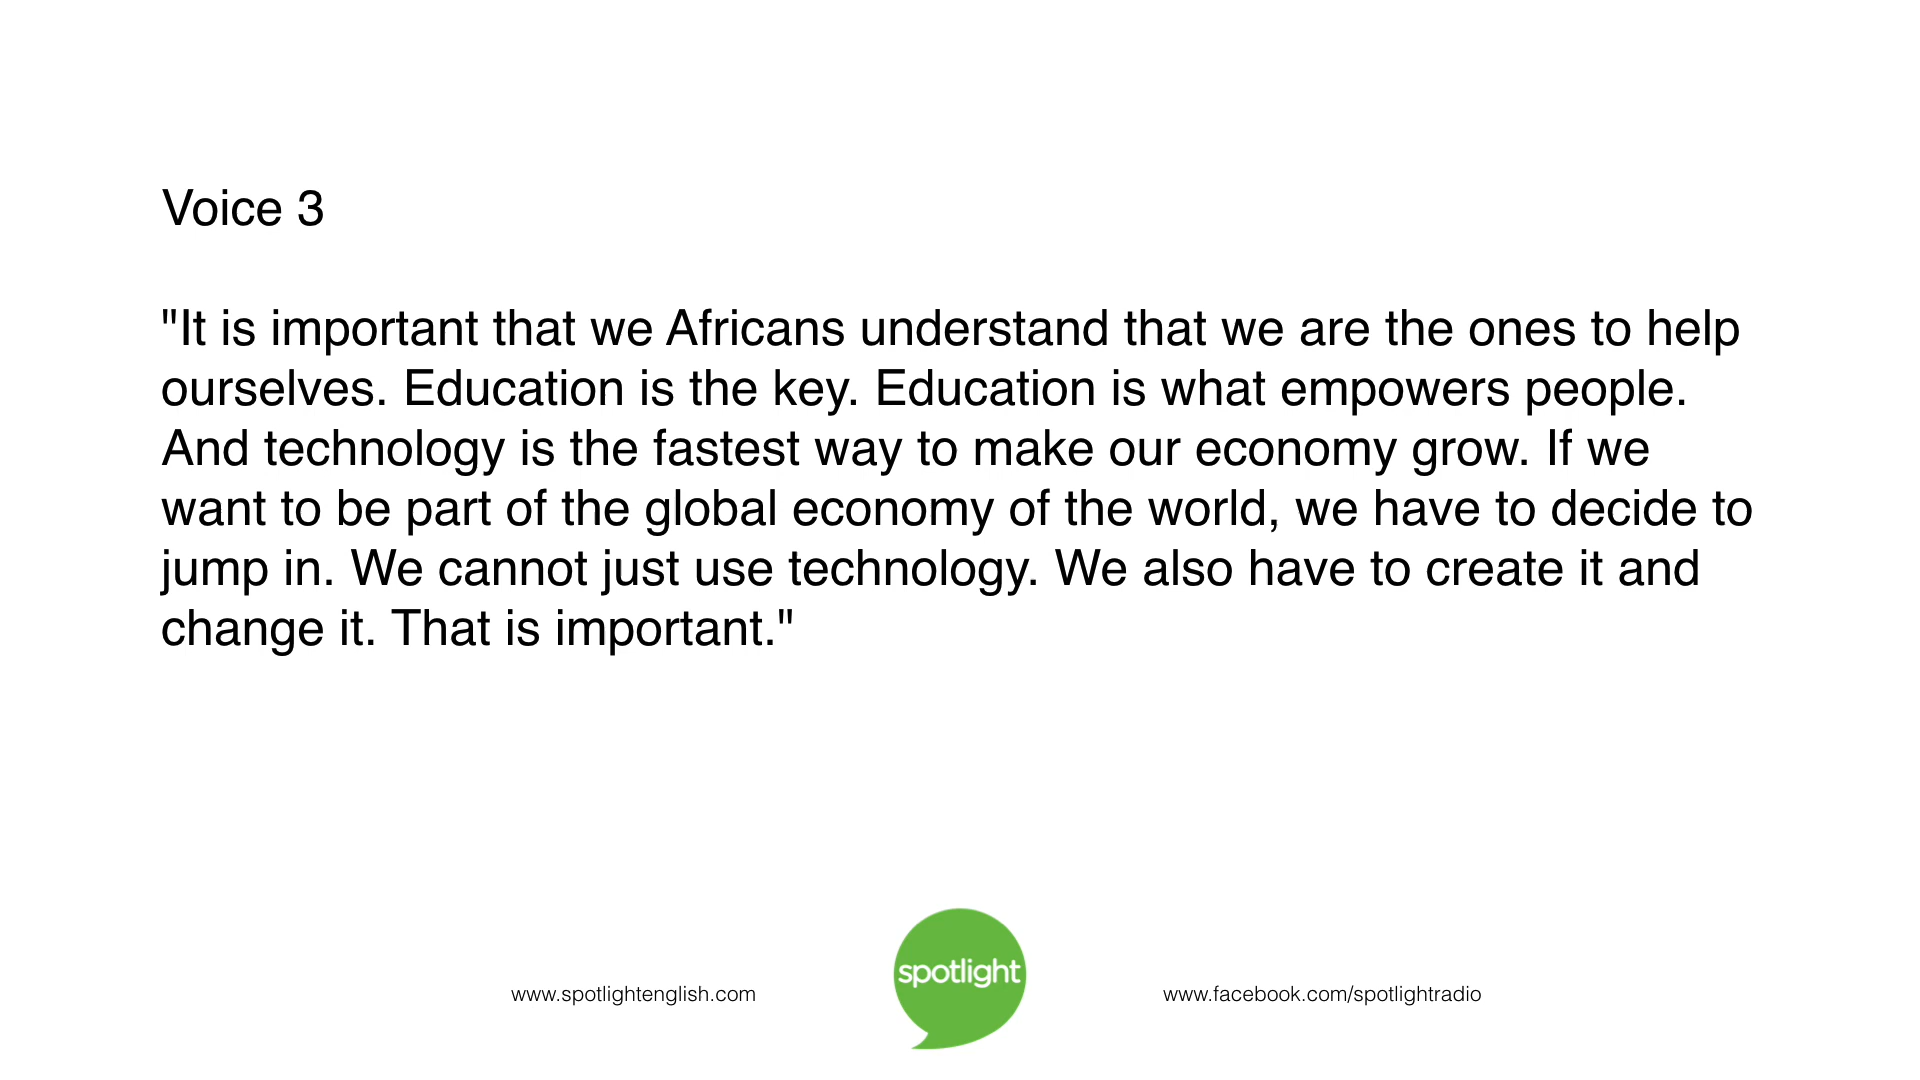 Voice 3
"It is important that we Africans understand that we are the ones to help
ourselves. Education is the key. Education is what empowers people.
And technology is the fastest way to make our economy grow. If we
want to be part of the global economy of the world, we have to decide to
jump in. We cannot just use technology. We also have to create it and
change it. That is important."
spotlight
www.spotlightenglish.com
www.facebook.com/spotlightradio